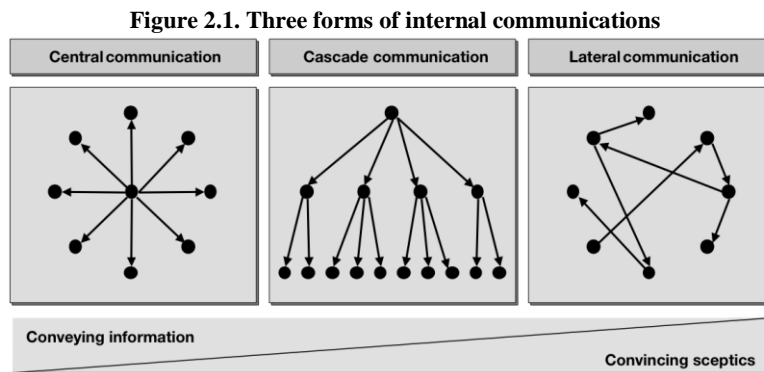 Figure 2.1. Three forms of internal communications
Central communication
Cascade communication
Lateral communication
Conveying information
Convincing sceptics